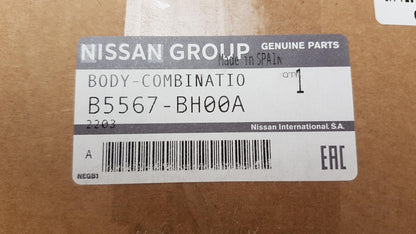 NISSAN GROUP GENUINE PARTS
Made in SPAIN
BODY-COMBINATIO QTY 1
B5567-BH00A
2203
Nissan International S.A.
A
EAC
NEGB1